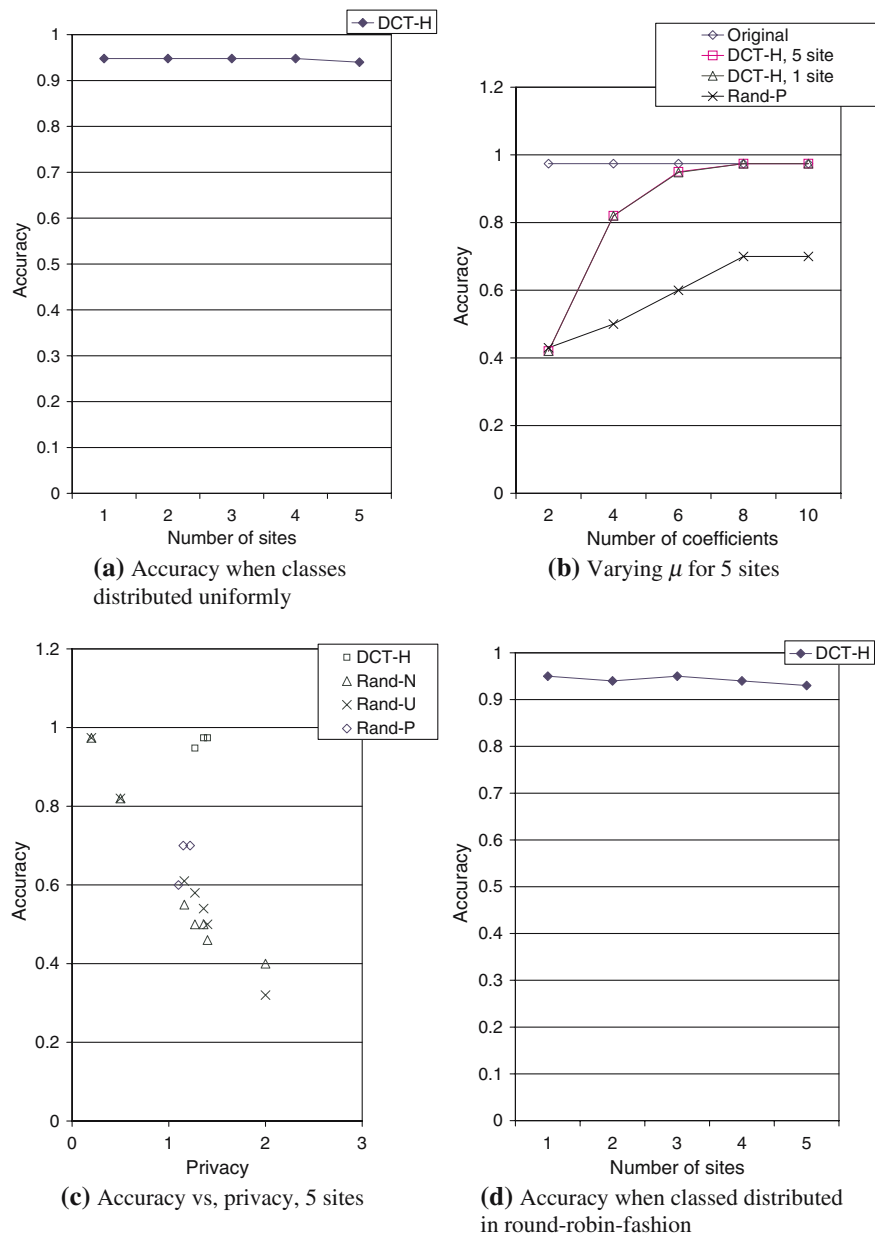 DCT-H
1
0.9
0.8
0.7
0.6
0.5
0.4
0.3
0.2
0.1
0
Accuracy
1 2 3 4 5
Number of sites
(a) Accuracy when classes
distributed uniformly
Original
DCT-H, 5 site
DCT-H, 1 site
Rand-P
1.2
1
0.8
0.6
0.4
0.2
0
Accuracy
2 4 6 8 10
Number of coefficients
(b) Varying μ for 5 sites
DCT-H
Rand-N
Rand-U
Rand-P
1.2
1
0.8
0.6
0.4
0.2
0
Accuracy
0 1 2 3
Privacy
(c) Accuracy vs, privacy, 5 sites
DCT-H
1
0.9
0.8
0.7
0.6
0.5
0.4
0.3
0.2
0.1
0
Accuracy
1 2 3 4 5
Number of sites
(d) Accuracy when classed distributed
in round-robin-fashion